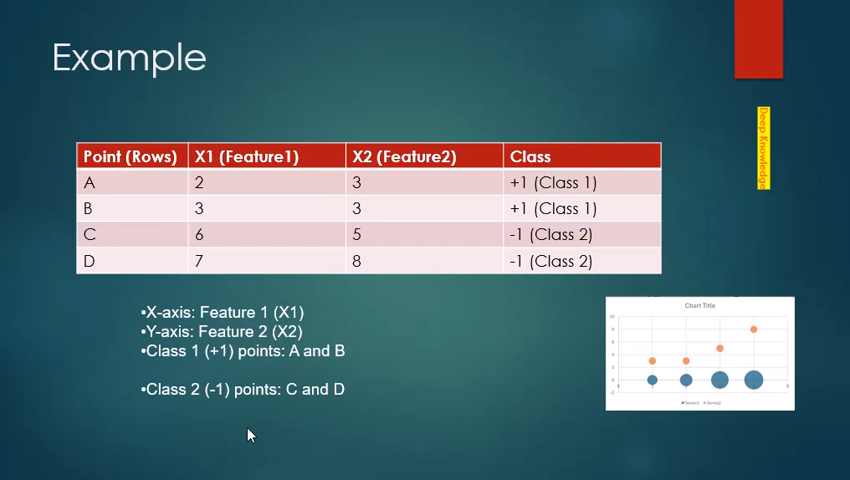 Example
Deep Knowledge
Point (Rows) X1 (Feature1) X2 (Feature2) Class
A 2 3 +1 (Class 1)
B 3 3 +1 (Class 1)
C 6 5 -1 (Class 2)
D 7 8 -1 (Class 2)
•X-axis: Feature 1 (X1)
•Y-axis: Feature 2 (X2)
•Class 1 (+1) points: A and B
•Class 2 (-1) points: C and D
Chart Title
10
8
6
4
2
0
-2
Series1 Series2